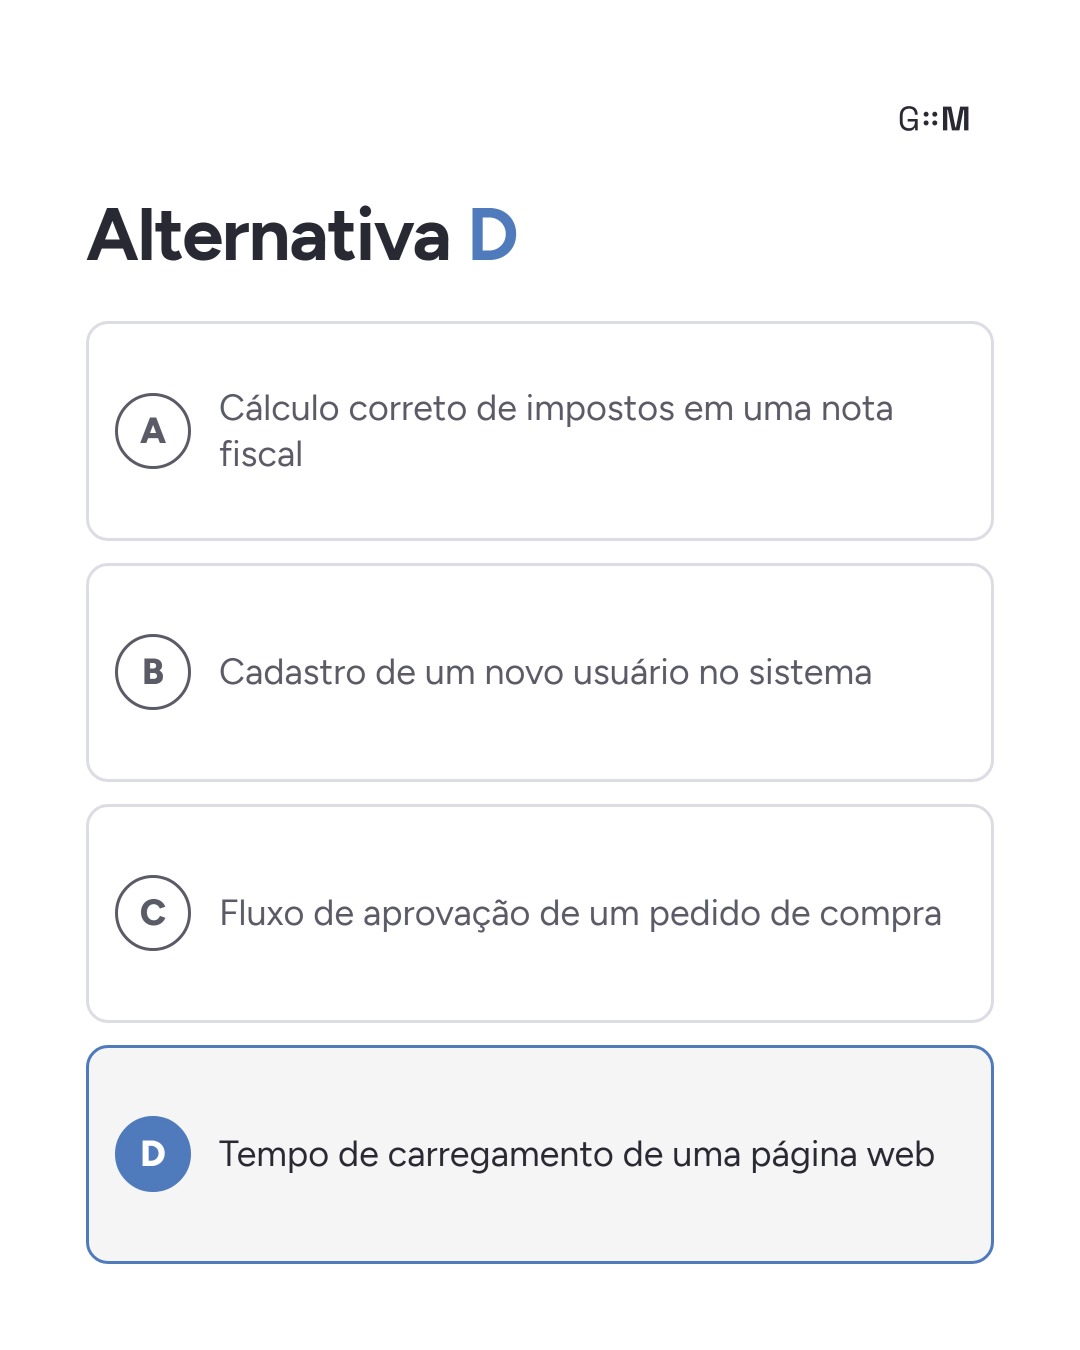 G::M
Alternativa D
A
Cálculo correto de impostos em uma nota
fiscal
B
Cadastro de um novo usuário no sistema
C
Fluxo de aprovação de um pedido de compra
D
Tempo de carregamento de uma página web